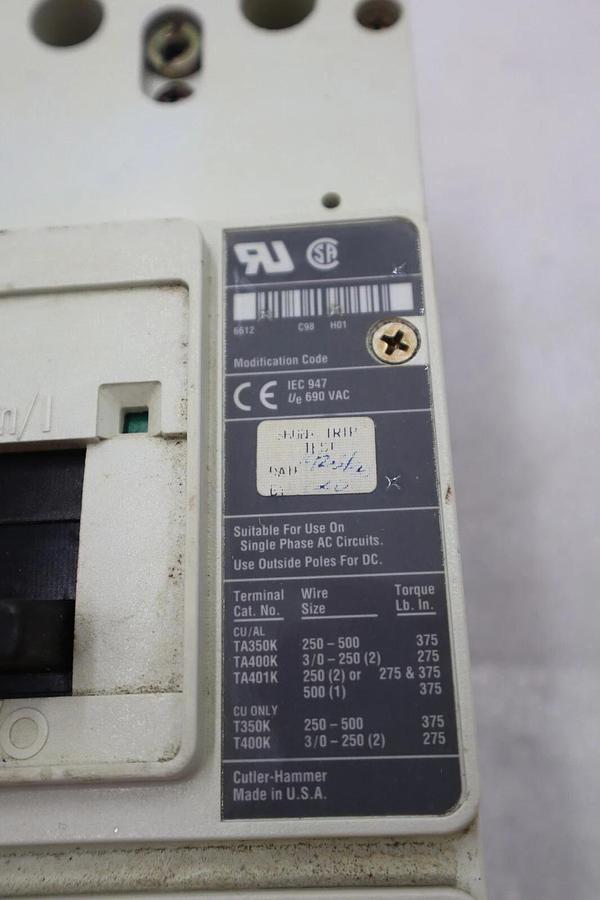 6612 C98 H01
Modification Code
CE IEC 947
Ue 690 VAC
TRIP
TEST
DATE
Suitable For Use On
Single Phase AC Circuits.
Use Outside Poles For DC.
Terminal Wire Torque
Cat. No. Size Lb. In.
CU/AL
TA350K 250 - 500 375
TA400K 3/0 - 250 (2) 275
TA401K 250 (2) or 275 & 375
500 (1) 375
CU ONLY
T350K 250 - 500 375
T400K 3/0 - 250 (2) 275
Cutler-Hammer
Made in U.S.A.
n/I
O